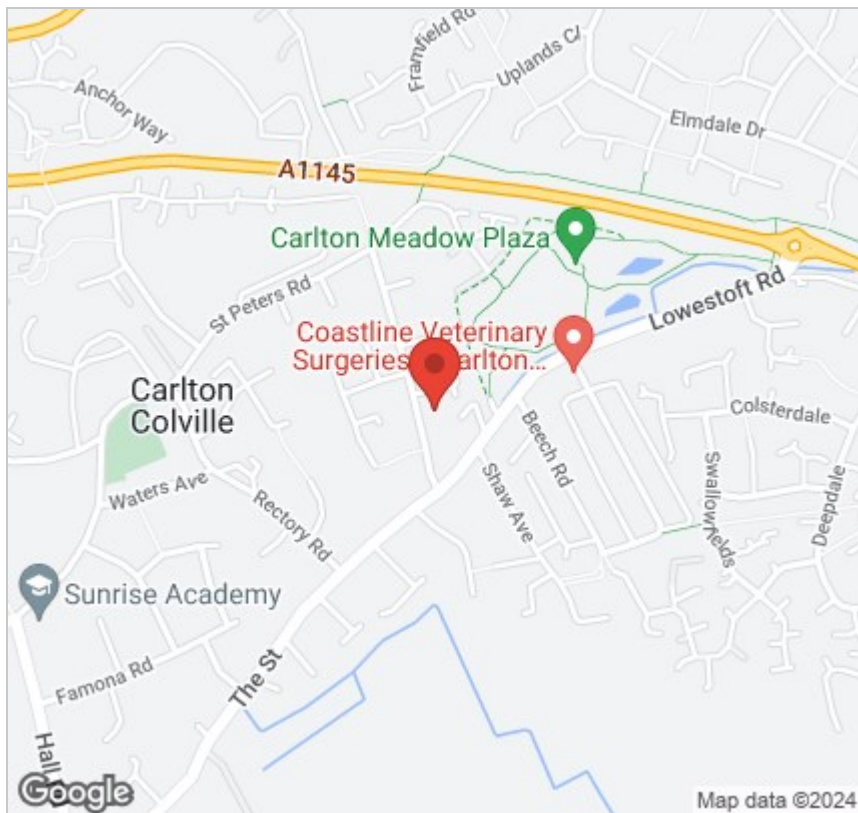 Framfield Rd
Uplands Cl
Anchor Way
Elmdale Dr
A1145
Carlton Meadow Plaza
St Peters Rd
Lowestoft Rd
Coastline Veterinary
Surgeries - Carlton...
Carlton
Colville
Colsterdale
Beech Rd
Swallowfields
Deepdale
Shaw Ave
Waters Ave
Rectory Rd
Sunrise Academy
Famona Rd
The St
Hall
Google
Map data ©2024